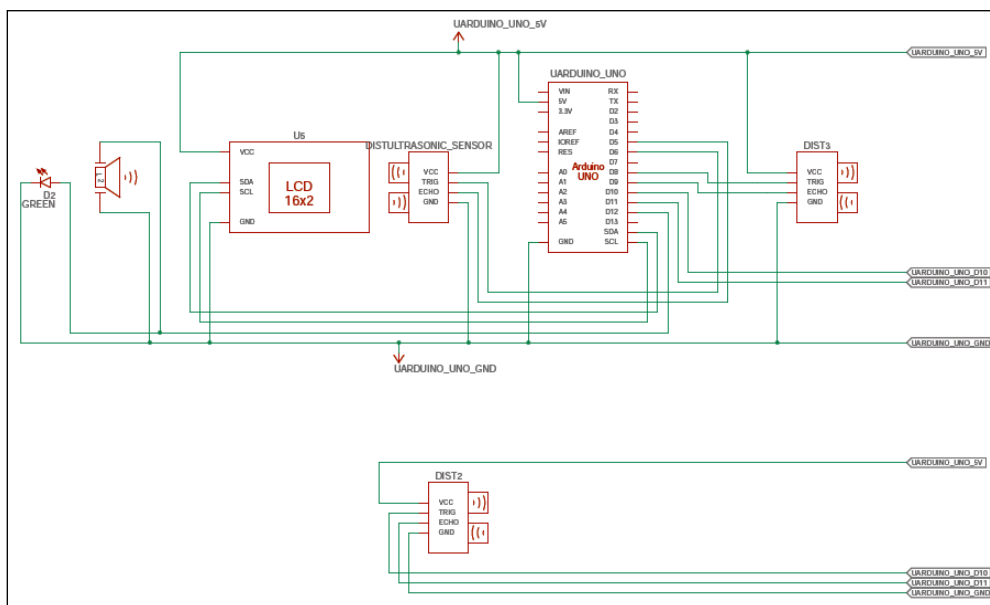 UARDUINO_UNO_5V
UARDUINO_UNO_5V
UARDUINO_UNO
VIN
5V
3.3V
AREF
IOREF
RES
A0
A1
A2
A3
A4
A5
GND
Arduino
UNO
RX
TX
D2
D3
D4
D5
D6
D7
D8
D9
D10
D11
D12
D13
SDA
SCL
U5
VCC
SDA
SCL
GND
LCD
16x2
DISTULTRASONIC_SENSOR
VCC
TRIG
ECHO
GND
DIST3
VCC
TRIG
ECHO
GND
D2
GREEN
UARDUINO_UNO_D10
UARDUINO_UNO_D11
UARDUINO_UNO_GND
UARDUINO_UNO_GND
UARDUINO_UNO_5V
DIST2
VCC
TRIG
ECHO
GND
UARDUINO_UNO_D10
UARDUINO_UNO_D11
UARDUINO_UNO_GND